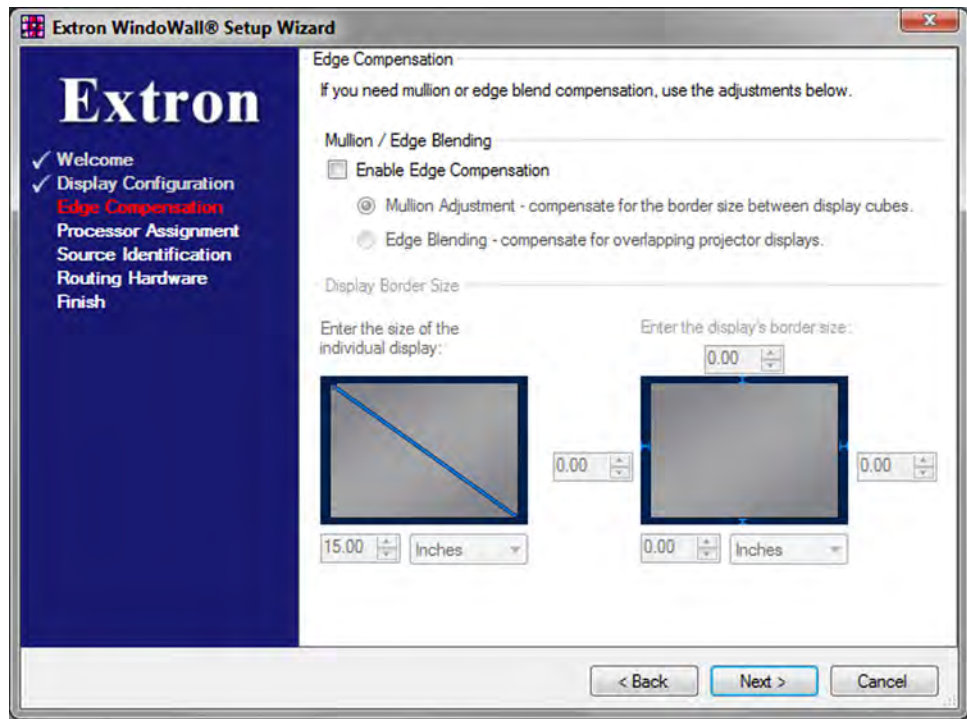 Extron WindoWall® Setup Wizard
Extron
Welcome
Display Configuration
Edge Compensation
Processor Assignment
Source Identification
Routing Hardware
Finish
Edge Compensation
If you need mullion or edge blend compensation, use the adjustments below.
Mullion / Edge Blending
Enable Edge Compensation
Mullion Adjustment - compensate for the border size between display cubes.
Edge Blending - compensate for overlapping projector displays.
Display Border Size
Enter the size of the
individual display:
15.00 Inches
Enter the display's border size:
0.00
0.00
0.00
0.00 Inches
< Back Next > Cancel